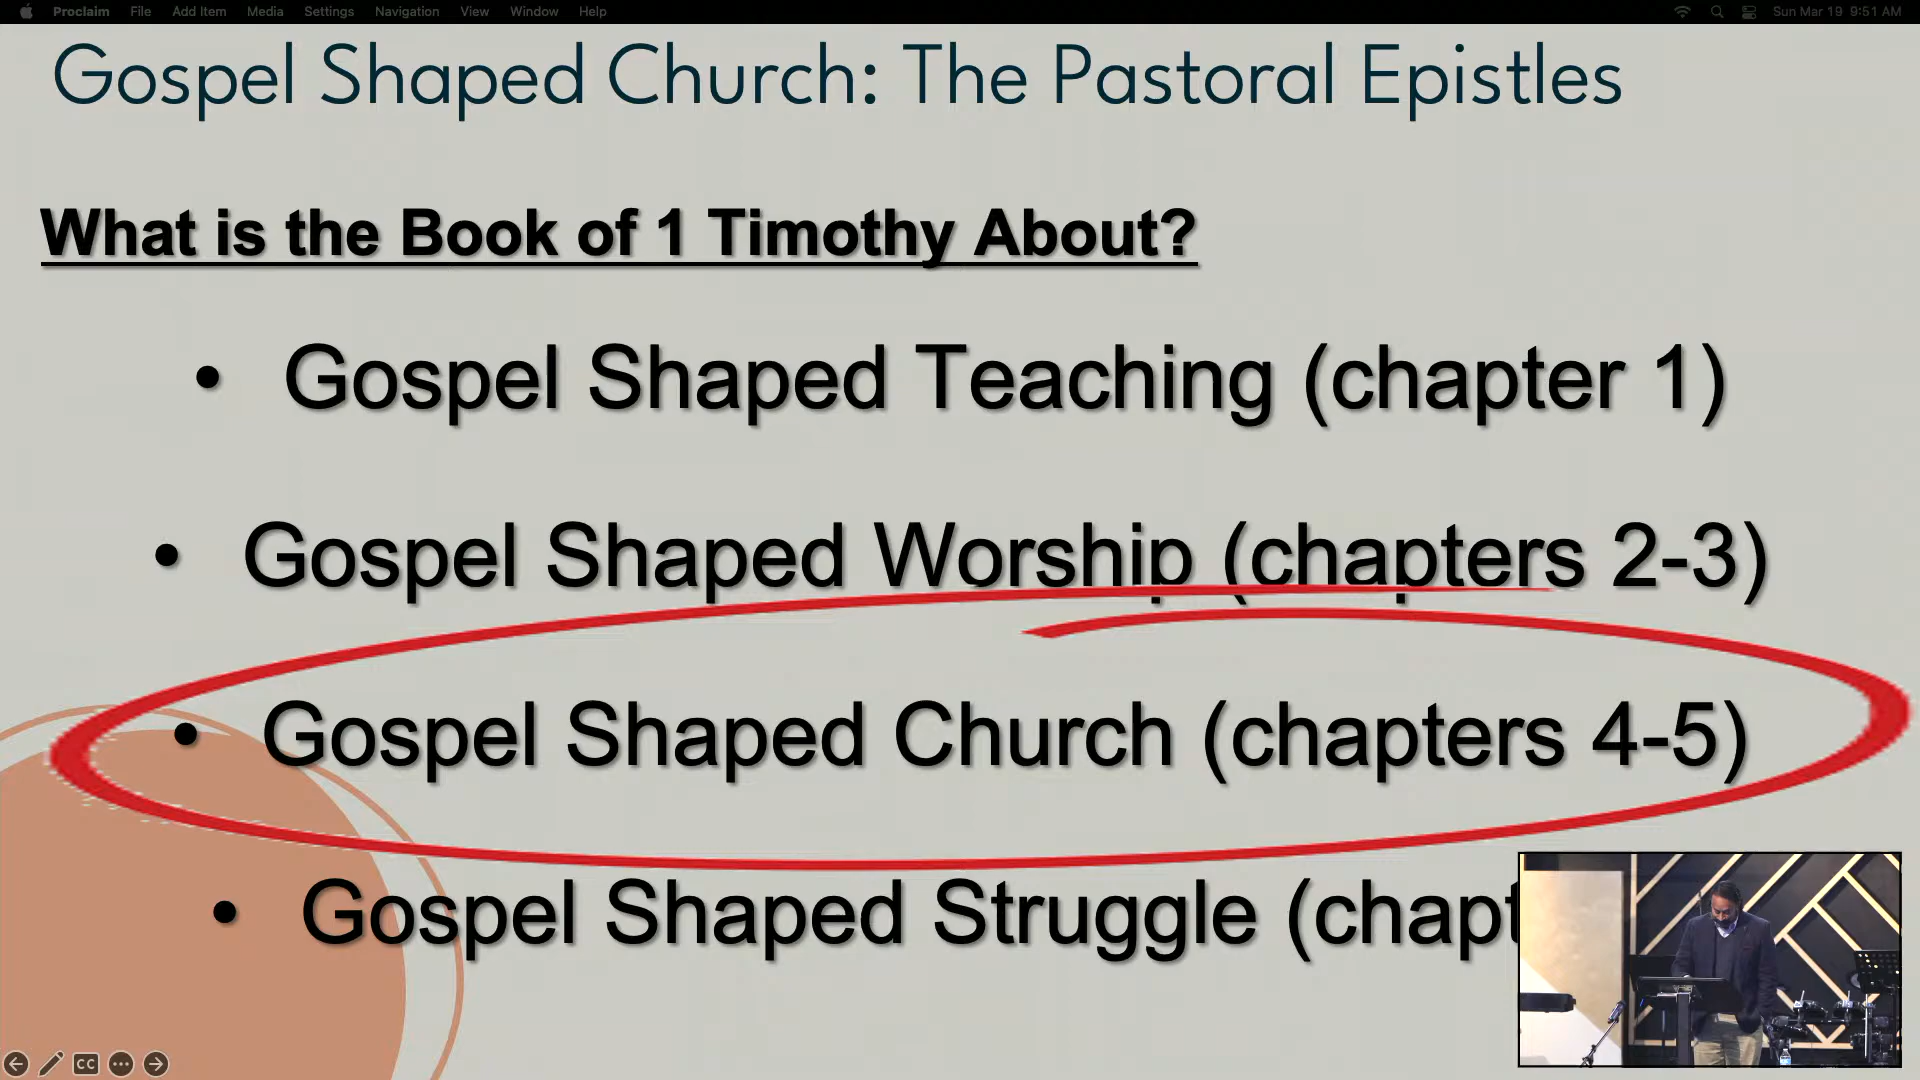 Proclaim File Add Item Media Settings Navigation View Window Help Sun Mar 19 9:51 AM
Gospel Shaped Church: The Pastoral Epistles
What is the Book of 1 Timothy About?
• Gospel Shaped Teaching (chapter 1)
• Gospel Shaped Worship (chapters 2-3)
• Gospel Shaped Church (chapters 4-5)
• Gospel Shaped Struggle (chapt
CC